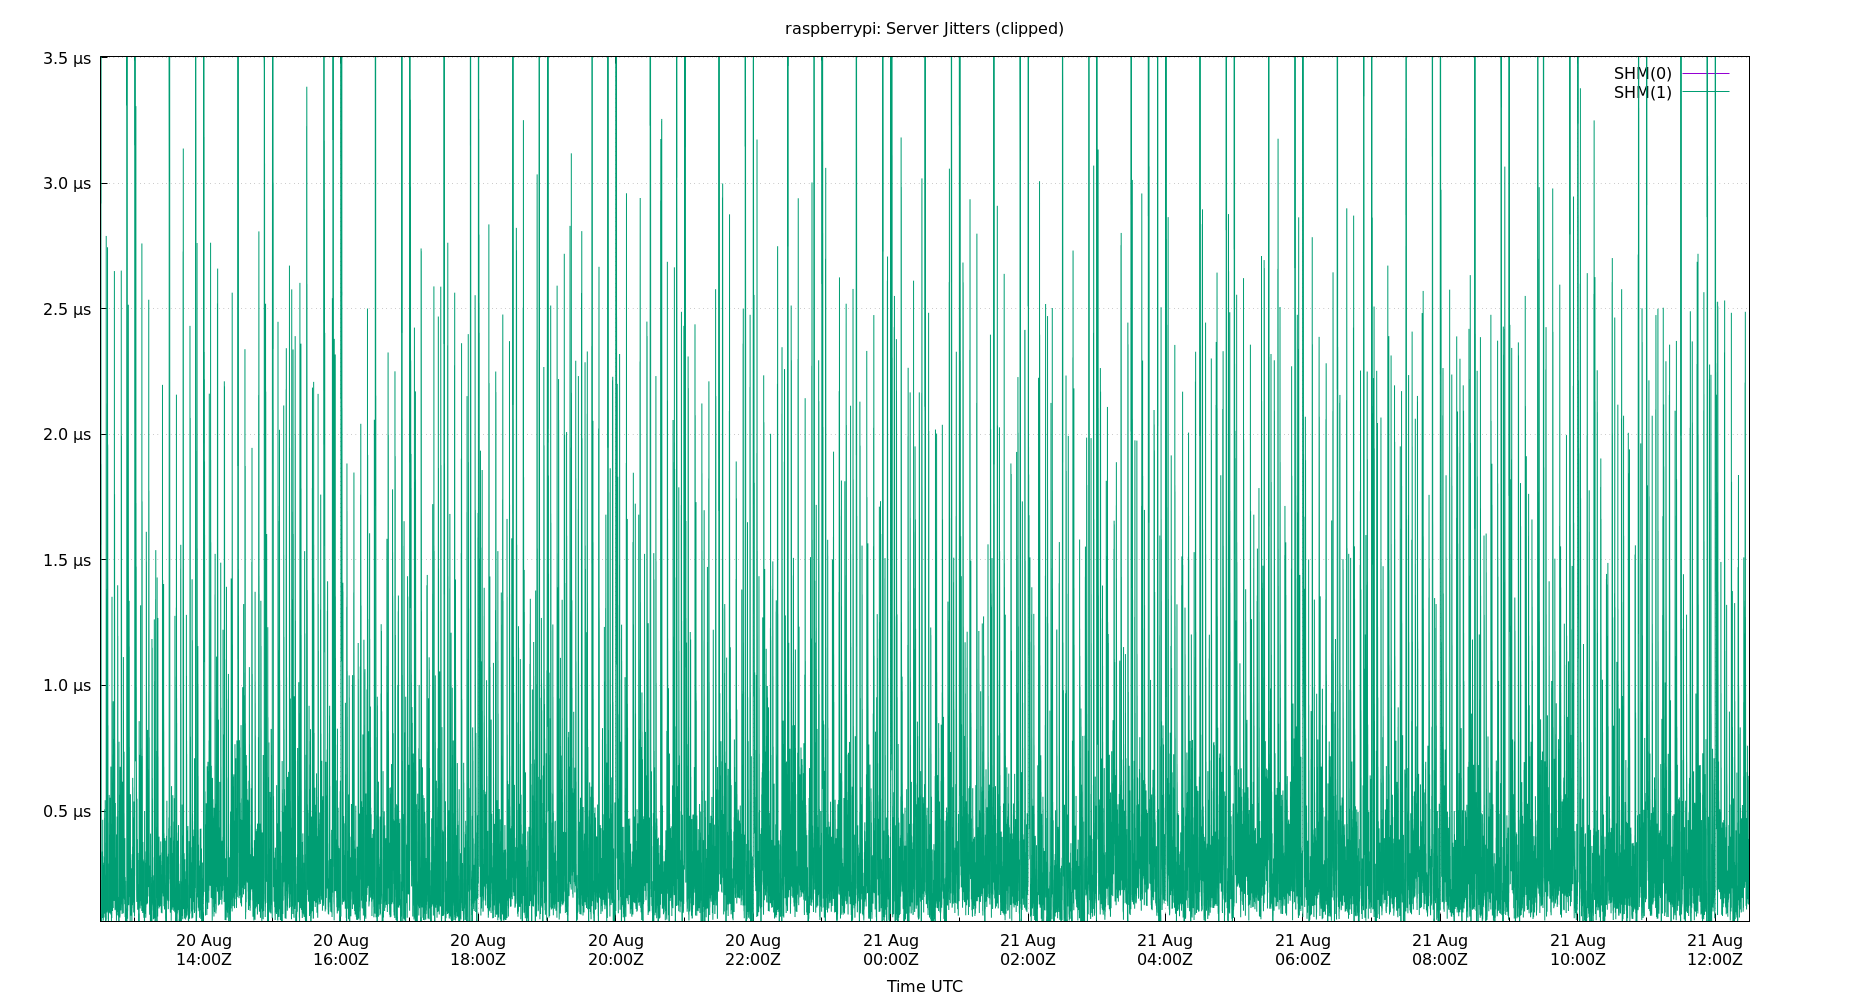 raspberrypi: Server Jitters (clipped)
3.5 µs
3.0 µs
2.5 µs
2.0 µs
1.5 µs
1.0 µs
0.5 µs
SHM(0)
SHM(1)
20 Aug 14:00Z
20 Aug 16:00Z
20 Aug 18:00Z
20 Aug 20:00Z
20 Aug 22:00Z
21 Aug 00:00Z
21 Aug 02:00Z
21 Aug 04:00Z
21 Aug 06:00Z
21 Aug 08:00Z
21 Aug 10:00Z
21 Aug 12:00Z
Time UTC